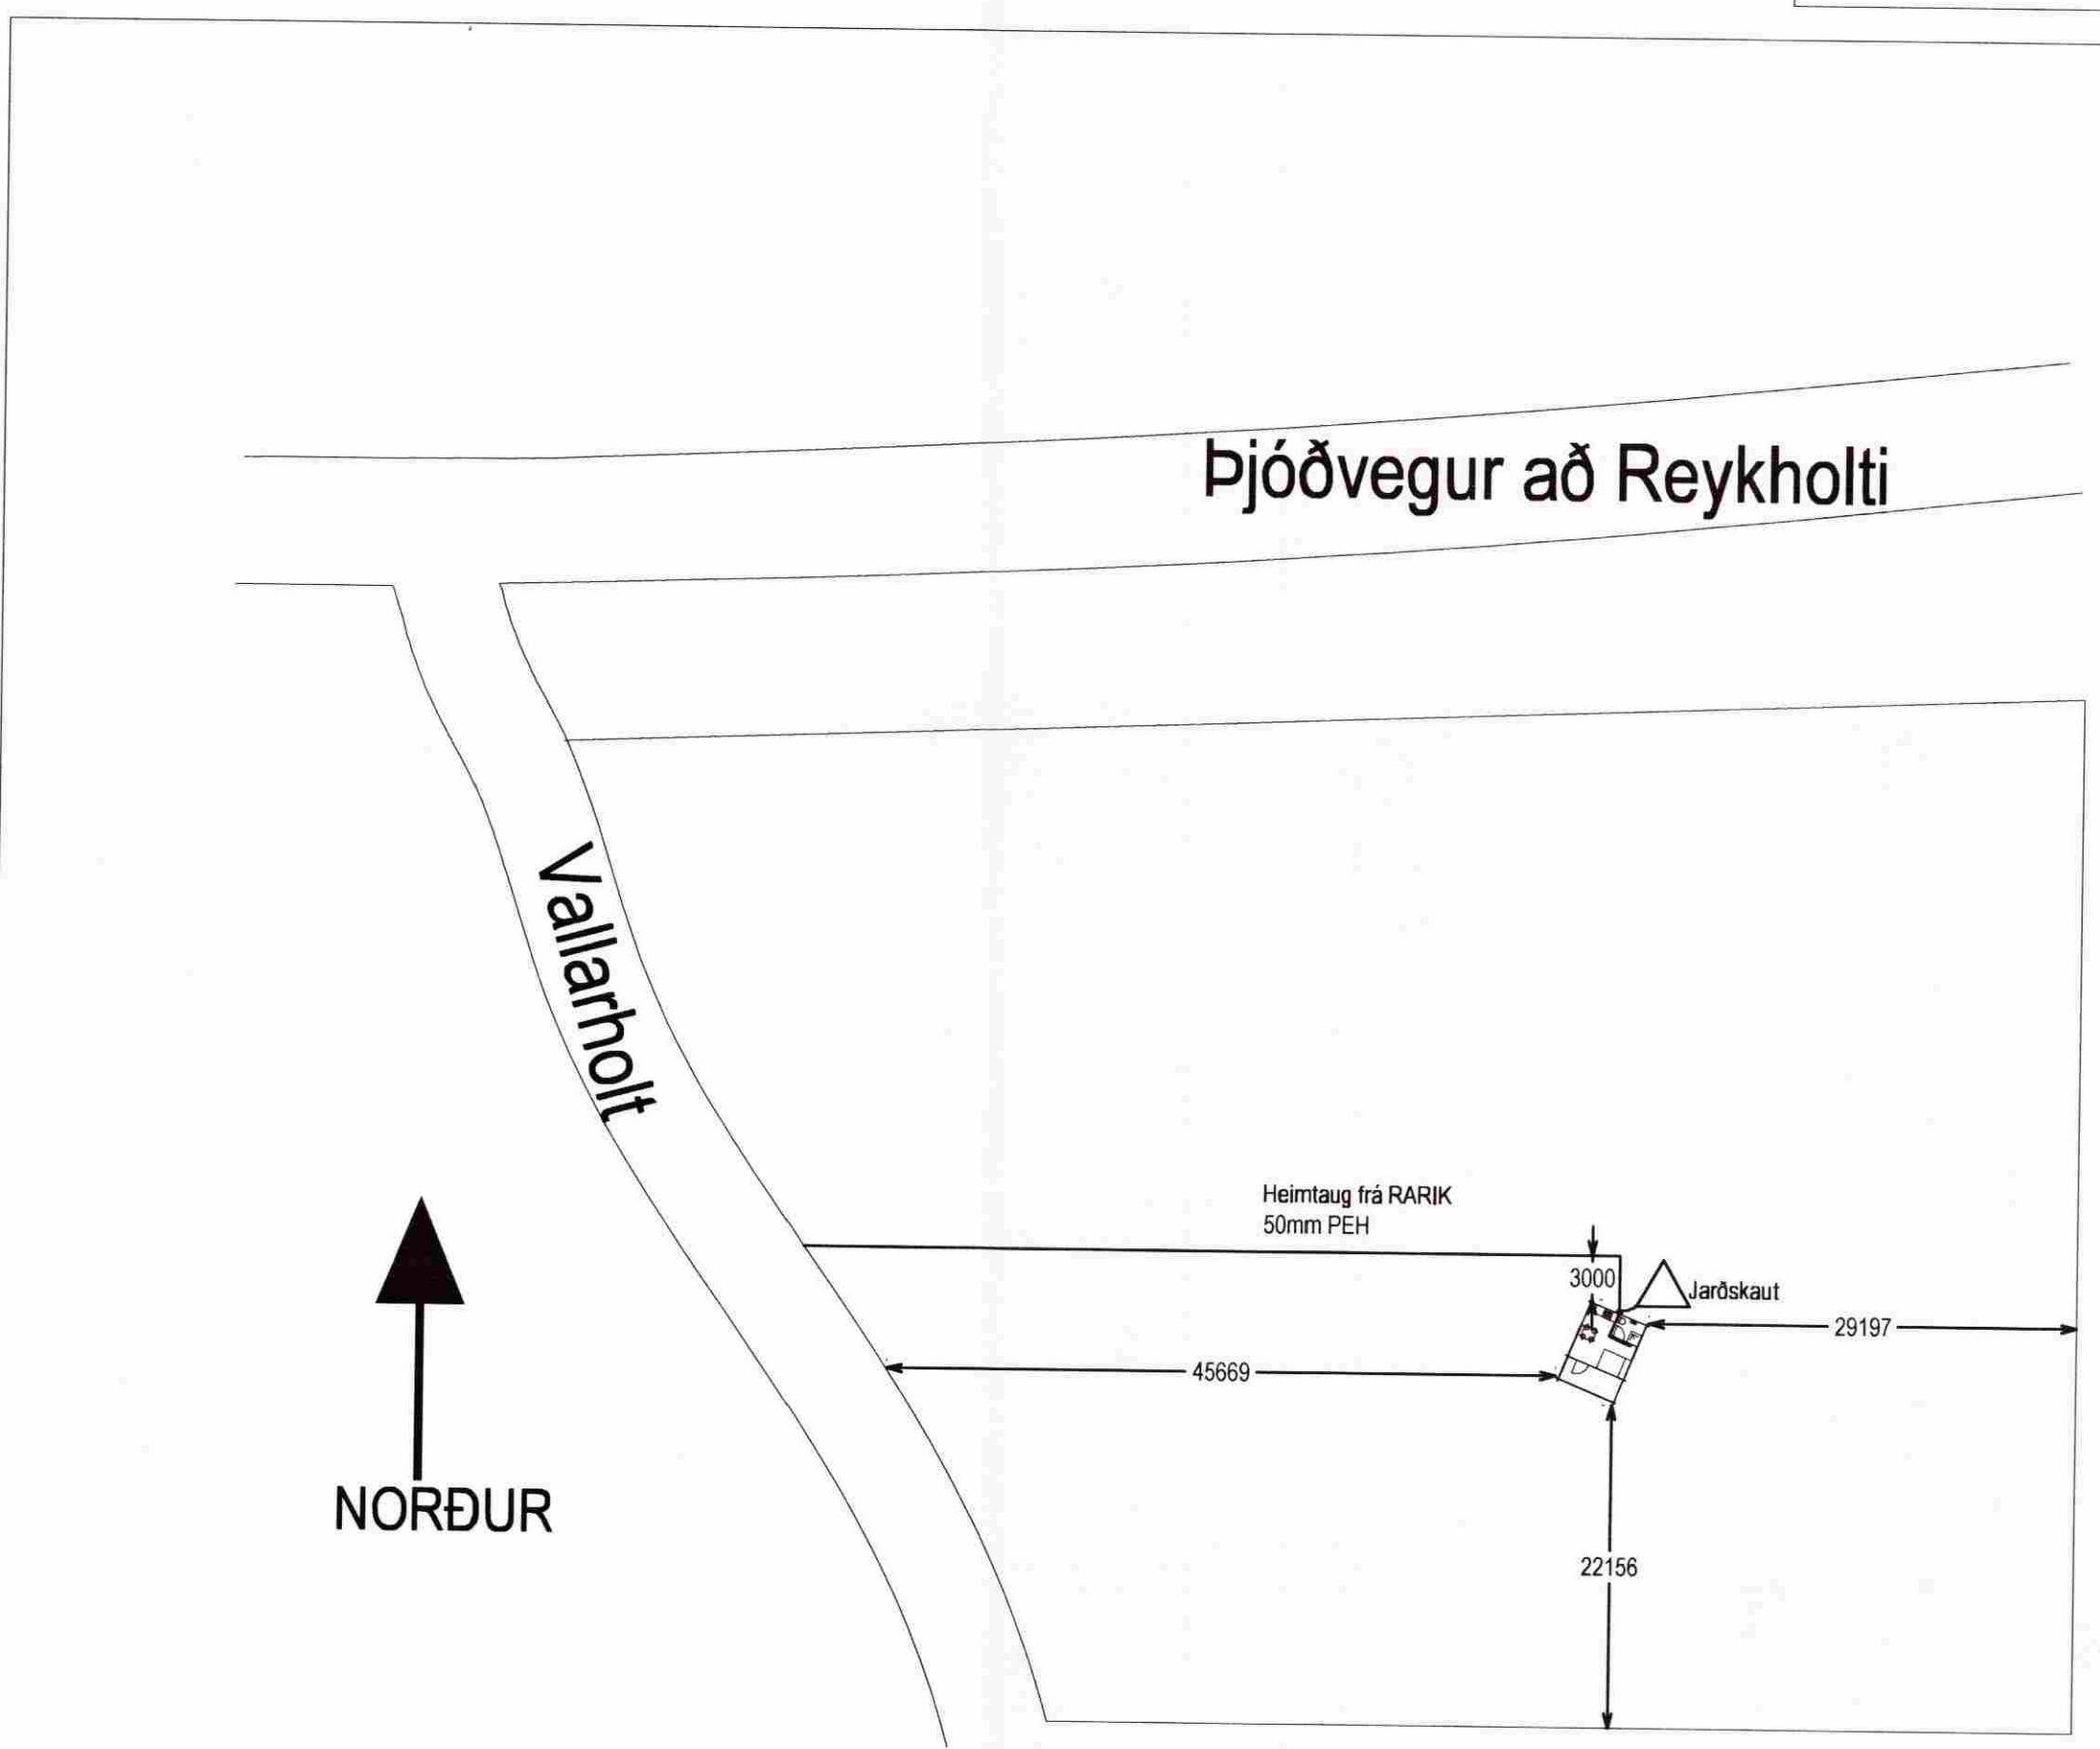 Þjóðvegur að Reykholti
Vallarholt
Heimtaug frá RARIK
50mm PEH
3000
Jarðskaut
29197
45669
NORÐUR
22156